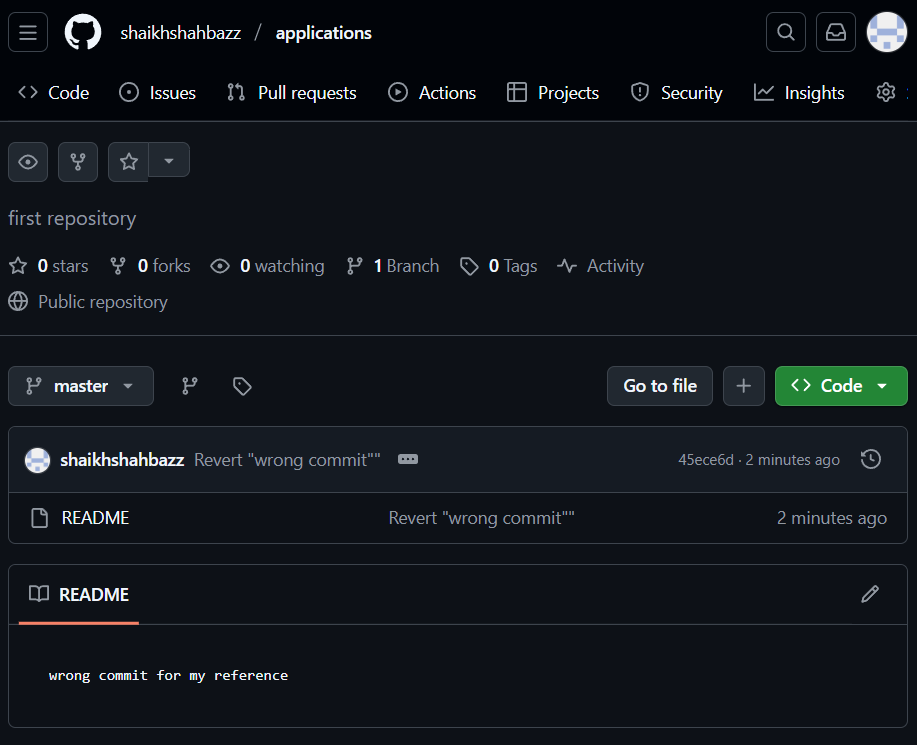 shaikhshahbazz / applications
Code Issues Pull requests Actions Projects Security Insights
first repository
0 stars 0 forks 0 watching 1 Branch 0 Tags Activity
Public repository
master Go to file Code
shaikhshahbazz Revert "wrong commit"" 45ece6d · 2 minutes ago
README Revert "wrong commit"" 2 minutes ago
README
wrong commit for my reference